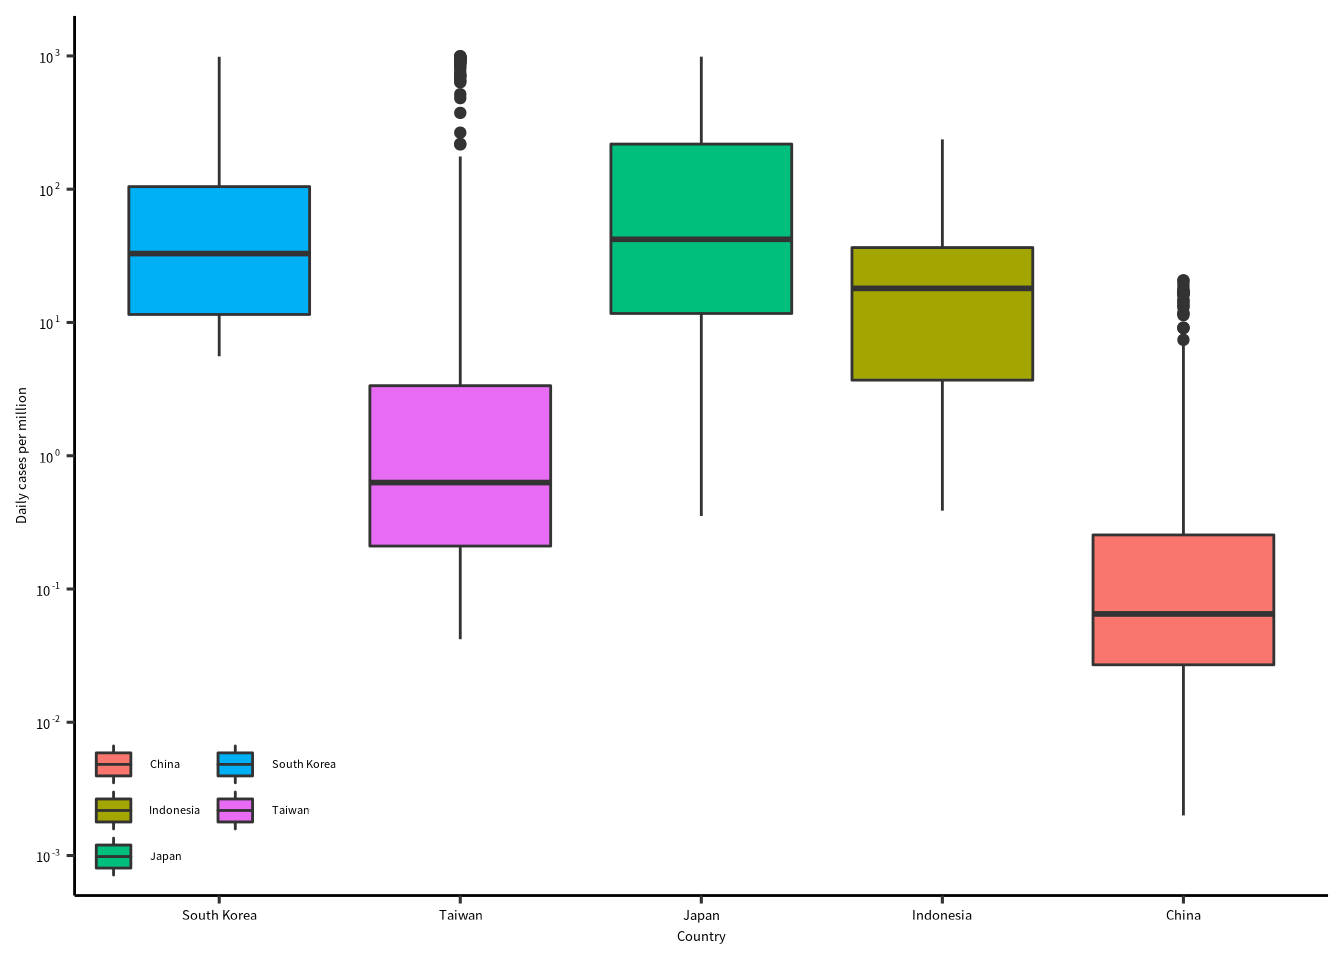 Daily cases per million
10³
10²
10¹
10⁰
10⁻¹
10⁻²
10⁻³
China
South Korea
Indonesia
Taiwan
Japan
South Korea
Taiwan
Japan
Indonesia
China
Country